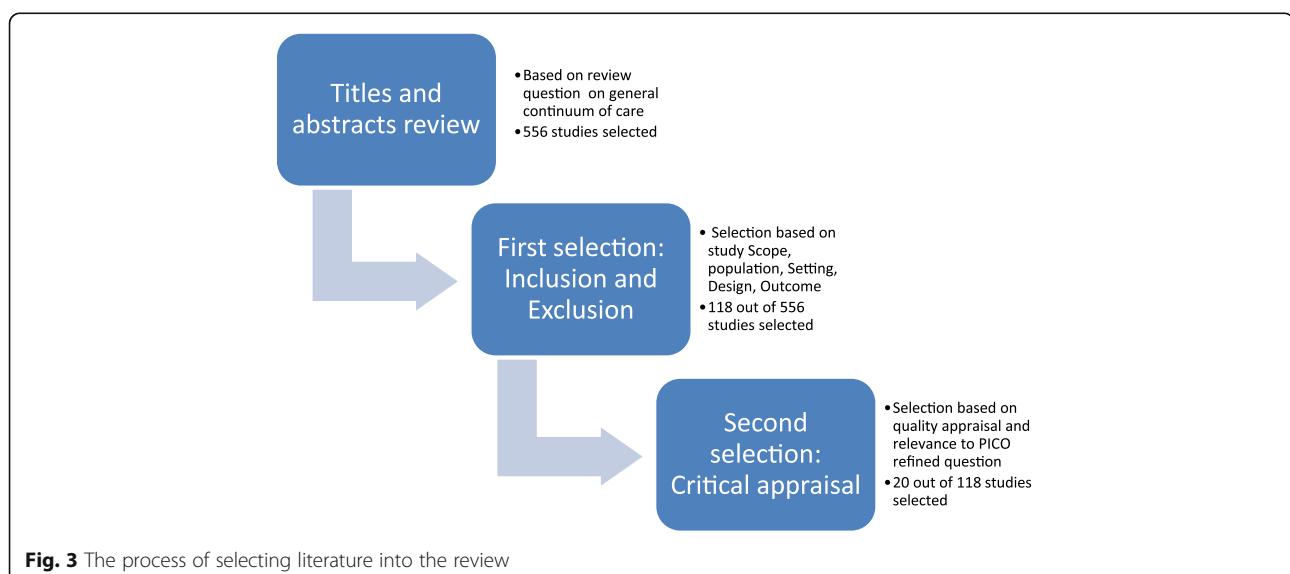 Titles and
abstracts review
•Based on review
question on general
continuum of care
•556 studies selected
First selection:
Inclusion and
Exclusion
• Selection based on
study Scope,
population, Setting,
Design, Outcome
•118 out of 556
studies selected
Second
selection:
Critical appraisal
•Selection based on
quality appraisal and
relevance to PICO
refined question
•20 out of 118 studies
selected
Fig. 3 The process of selecting literature into the review